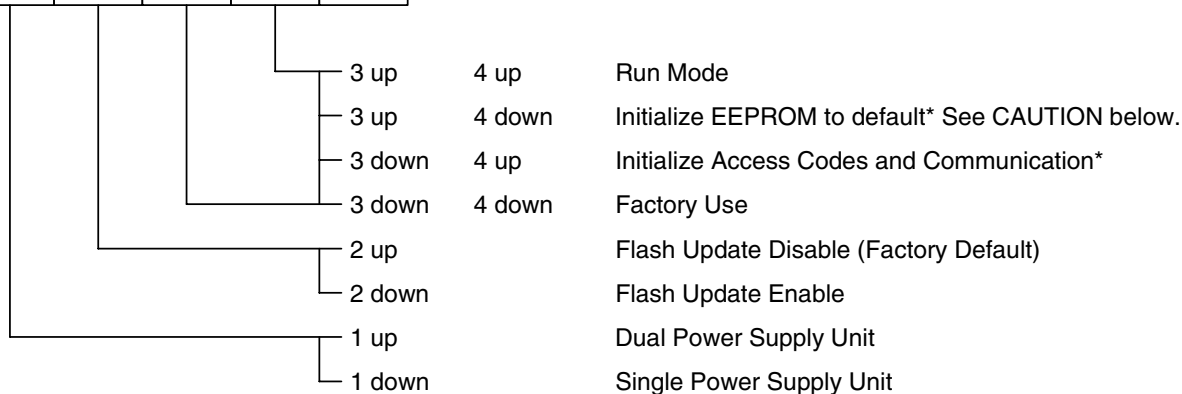 3 up 4 up Run Mode
3 up 4 down Initialize EEPROM to default* See CAUTION below.
3 down 4 up Initialize Access Codes and Communication*
3 down 4 down Factory Use
2 up Flash Update Disable (Factory Default)
2 down Flash Update Enable
1 up Dual Power Supply Unit
1 down Single Power Supply Unit